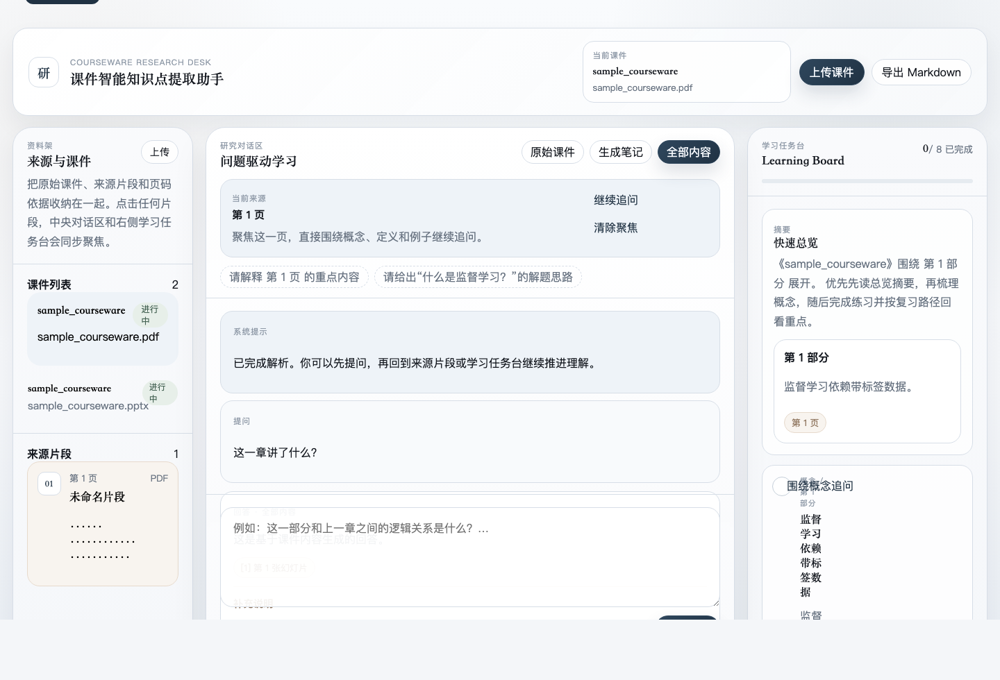 研
COURSEWARE RESEARCH DESK
课件智能知识点提取助手
当前课件
sample_courseware
sample_courseware.pdf
上传课件
导出 Markdown
资料架
来源与课件
上传
把原始课件、来源片段和页码
依据收纳在一起。点击任何片
段，中央对话区和右侧学习任
务台会同步聚焦。
课件列表
2
sample_courseware
进行
中
sample_courseware.pdf
sample_courseware
进行
中
sample_courseware.pptx
来源片段
1
01
第 1 页
PDF
未命名片段
······
············
···········
研究对话区
问题驱动学习
原始课件
生成笔记
全部内容
当前来源
第 1 页
聚焦这一页，直接围绕概念、定义和例子继续追问。
继续追问
清除聚焦
请解释 第 1 页 的重点内容
请给出“什么是监督学习？”的解题思路
系统提示
已完成解析。你可以先提问，再回到来源片段或学习任务台继续推进理解。
提问
这一章讲了什么?
例如：这一部分和上一章之间的逻辑关系是什么？…
这是基于课件内容生成的回答。
[1] 第 1 张幻灯片
补充说明
学习任务台
Learning Board
0/ 8 已完成
摘要
快速总览
《sample_courseware》围绕 第 1 部
分 展开。 优先先读总览摘要，再梳理
概念，随后完成练习并按复习路径回
看重点。
第 1 部分
监督学习依赖带标签数据。
第 1 页
围绕概念追问
概念 /
第 1
部分
监督
学习
依赖
带标
签数
据
监督